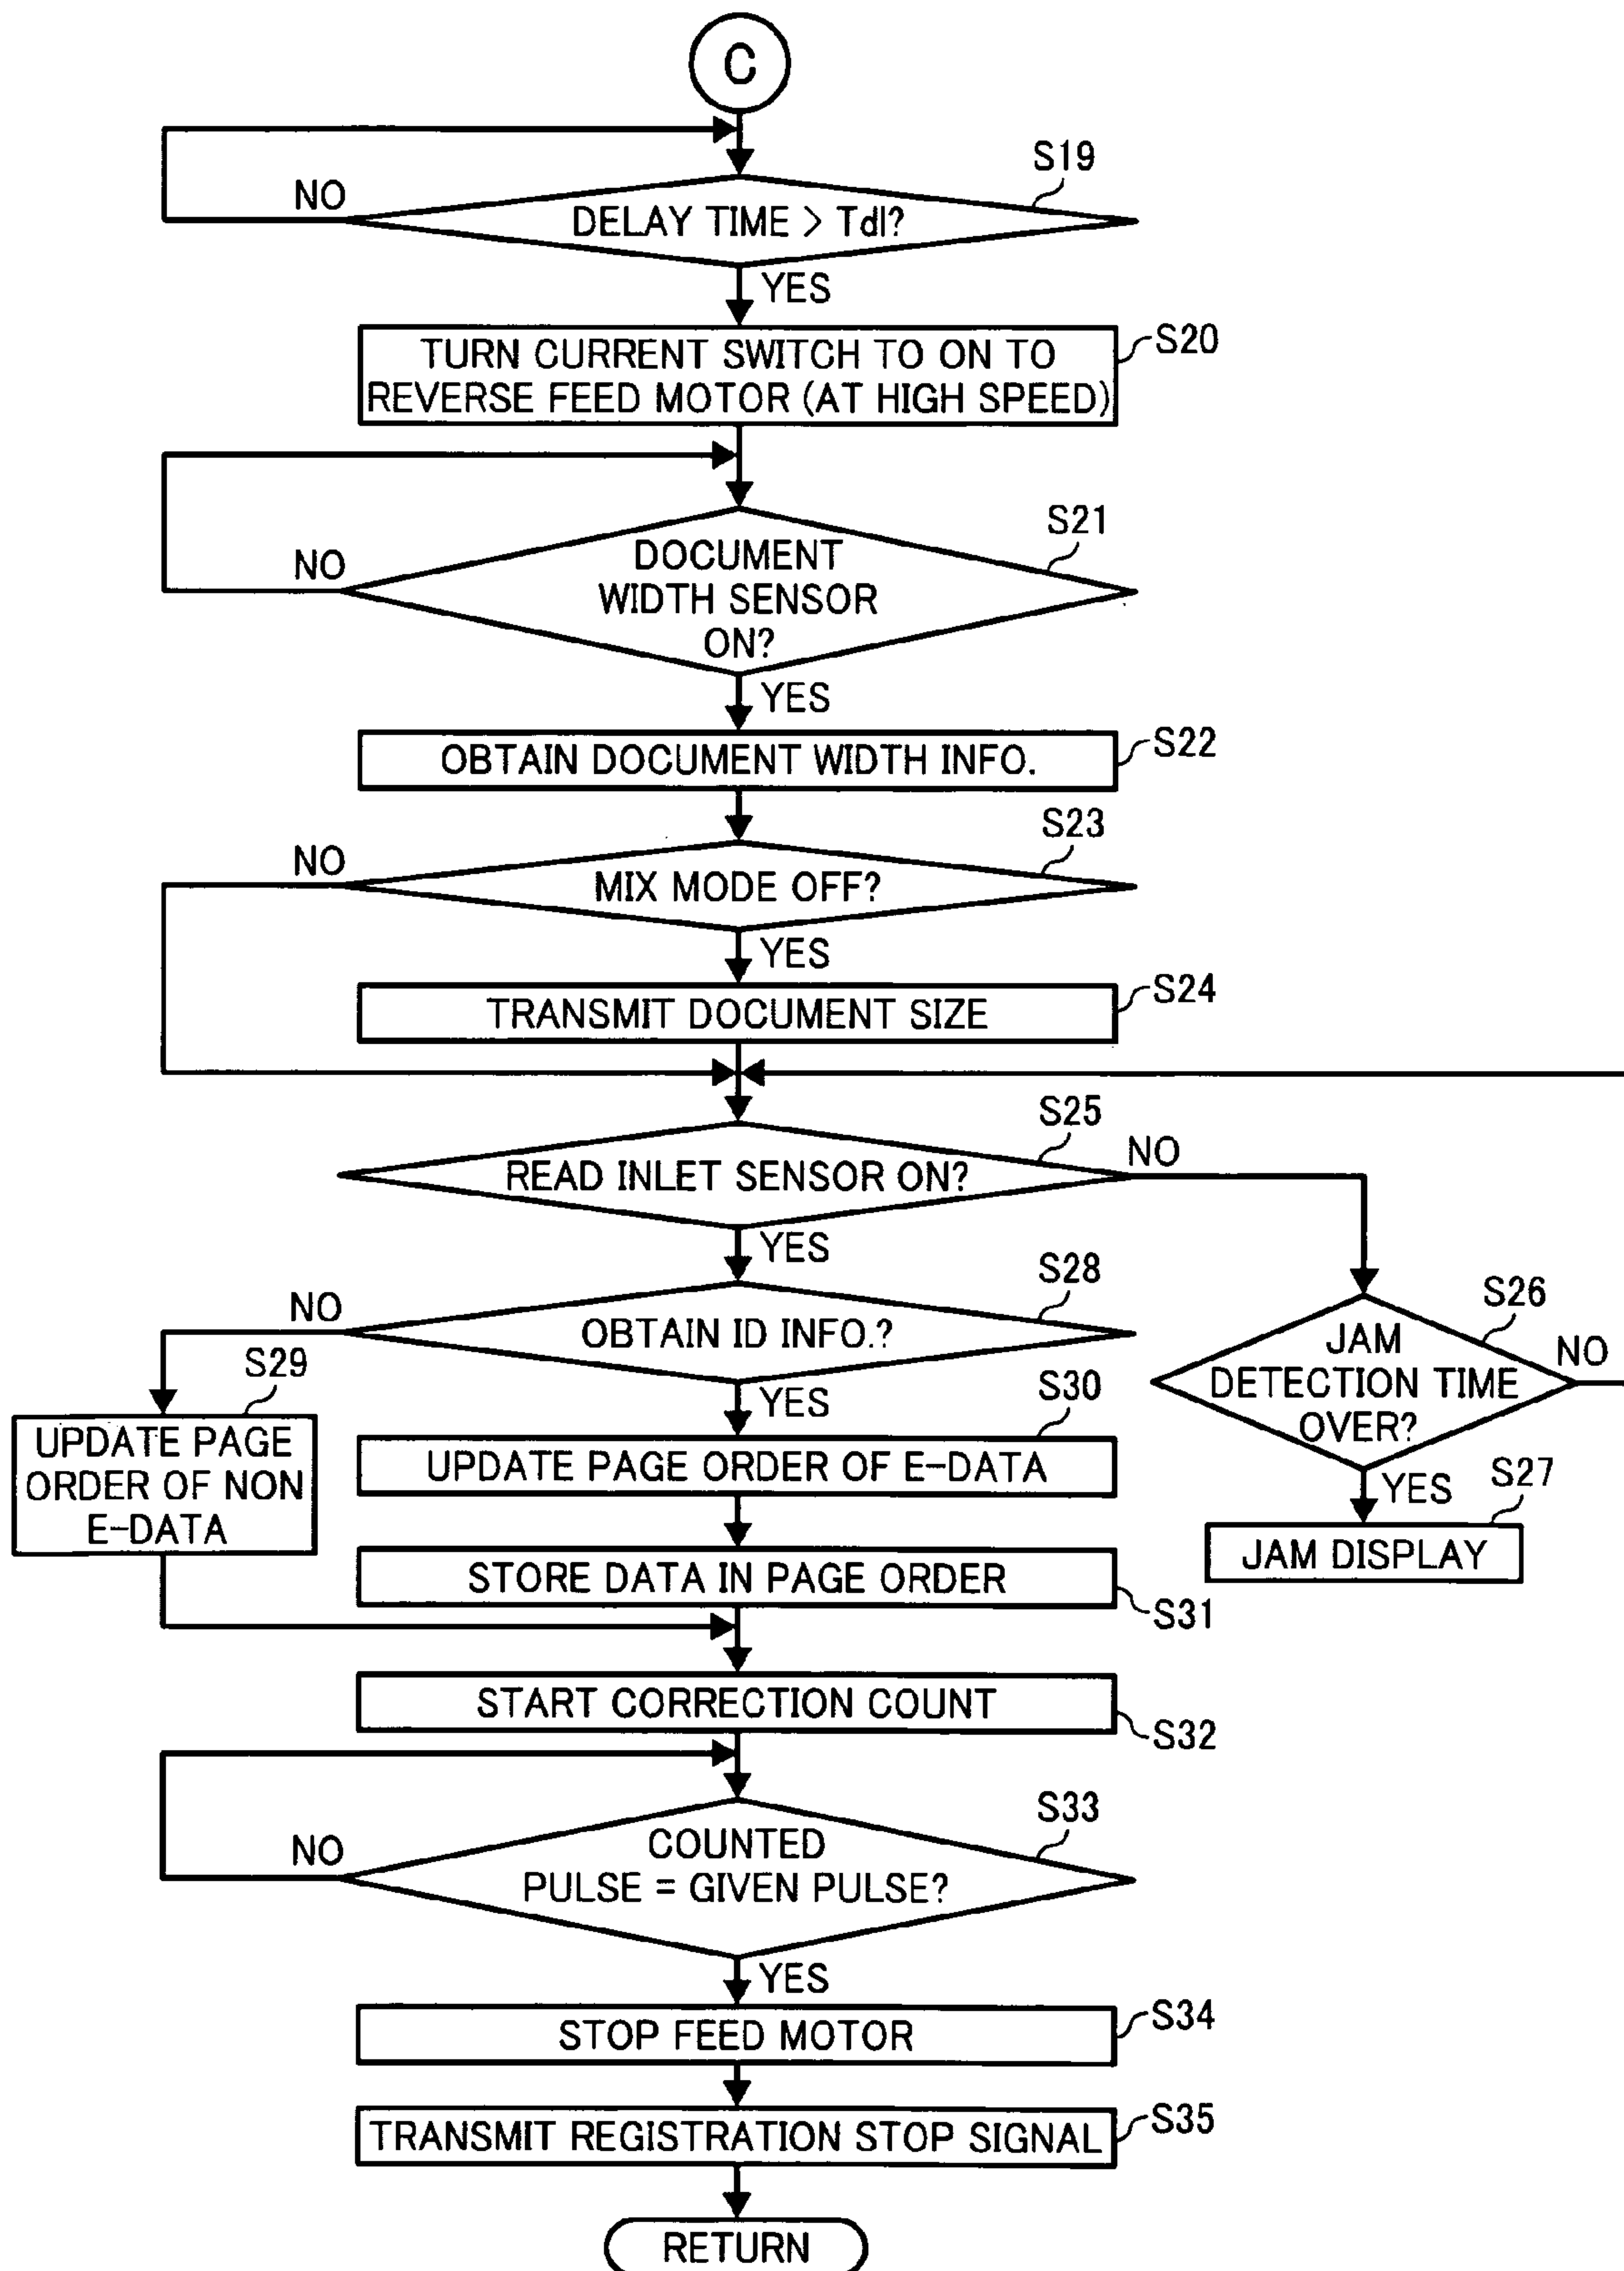 C
S19
NO
DELAY TIME > Tdl?
YES
S20
TURN CURRENT SWITCH TO ON TO
REVERSE FEED MOTOR (AT HIGH SPEED)
S21
NO
DOCUMENT
WIDTH SENSOR
ON?
YES
S22
OBTAIN DOCUMENT WIDTH INFO.
S23
NO
MIX MODE OFF?
YES
S24
TRANSMIT DOCUMENT SIZE
S25
NO
READ INLET SENSOR ON?
YES
S28
NO
OBTAIN ID INFO.?
S26
JAM
DETECTION TIME
OVER?
NO
YES
S27
JAM DISPLAY
S29
UPDATE PAGE
ORDER OF NON
E-DATA
YES
S30
UPDATE PAGE ORDER OF E-DATA
STORE DATA IN PAGE ORDER
S31
START CORRECTION COUNT
S32
S33
NO
COUNTED
PULSE = GIVEN PULSE?
YES
S34
STOP FEED MOTOR
S35
TRANSMIT REGISTRATION STOP SIGNAL
RETURN